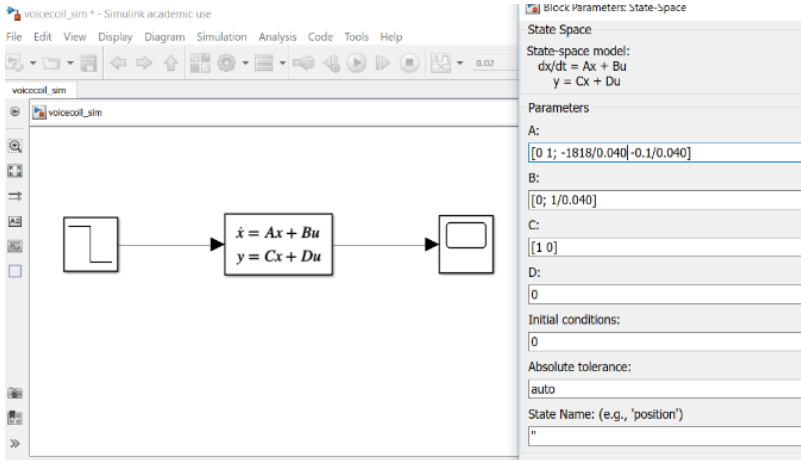 voicecoil_sim * - Simulink academic use
File Edit View Display Diagram Simulation Analysis Code Tools Help
0.02
voicecoil_sim
voicecoil_sim
ẋ = Ax + Bu
y = Cx + Du
Block Parameters: State-Space
State Space
State-space model:
dx/dt = Ax + Bu
y = Cx + Du
Parameters
A:
[0 1; -1818/0.040 -0.1/0.040]
B:
[0; 1/0.040]
C:
[1 0]
D:
0
Initial conditions:
0
Absolute tolerance:
auto
State Name: (e.g., 'position')
''